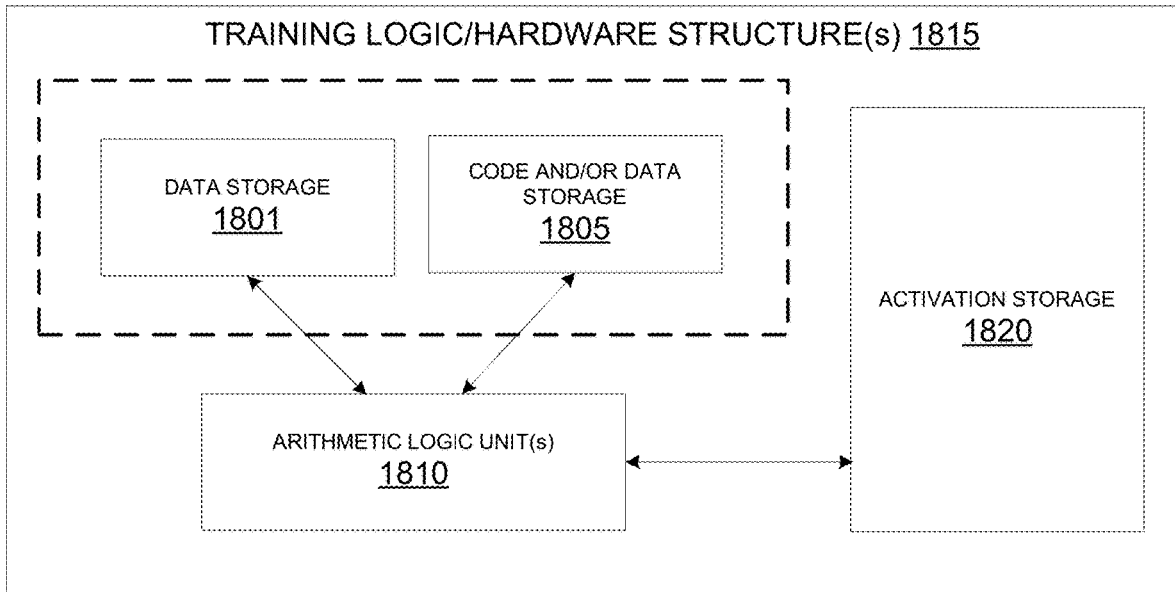 TRAINING LOGIC/HARDWARE STRUCTURE(s) 1815
DATA STORAGE
1801
CODE AND/OR DATA
STORAGE
1805
ACTIVATION STORAGE
1820
ARITHMETIC LOGIC UNIT(s)
1810